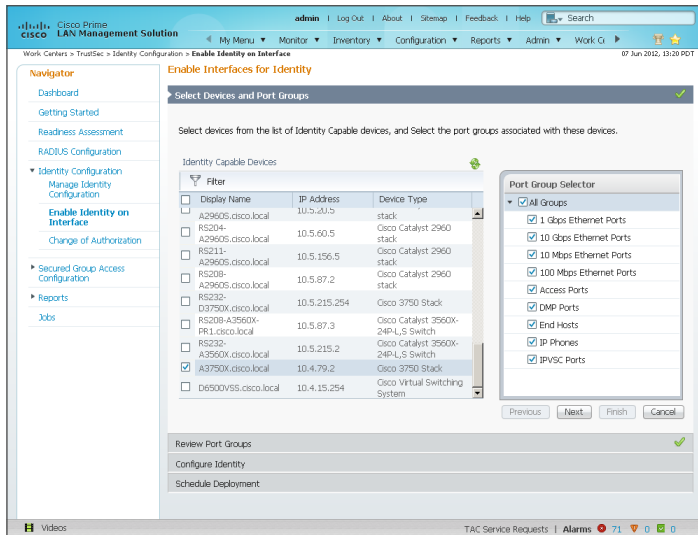 admin | Log Out | About | Sitemap | Feedback | Help
Search
Cisco Prime
CISCO LAN Management Solution
My Menu ▼ Monitor ▼ Inventory ▼ Configuration ▼ Reports ▼ Admin ▼
Work Centers > TrustSec > Identity Configuration > Enable Identity on Interface
07 Jun 2012, 13:20 PDT
Navigator
Dashboard
Getting Started
Readiness Assessment
RADIUS Configuration
Identity Configuration
Manage Identity
Configuration
Enable Identity on
Interface
Change of Authorization
Secured Group Access
Configuration
Reports
Jobs
Enable Interfaces for Identity
Select Devices and Port Groups
Select devices from the list of Identity Capable devices, and Select the port groups associated with these devices.
Identity Capable Devices
Filter
Display Name IP Address Device Type
A2960S.cisco.local 10.5.20.5 stack
RS204-
A2960S.cisco.local 10.5.60.5 Cisco Catalyst 2960
stack
RS211-
A2960S.cisco.local 10.5.156.5 Cisco Catalyst 2960
stack
RS208-
A2960S.cisco.local 10.5.87.2 Cisco Catalyst 2960
stack
RS232-
D3750X.cisco.local 10.5.215.254 Cisco 3750 Stack
RS208-A3560X-
PR1.cisco.local 10.5.87.3 Cisco Catalyst 3560X-
24P-L,S Switch
RS232-
A3560X.cisco.local 10.5.215.2 Cisco Catalyst 3560X-
24P-L,S Switch
A3750X.cisco.local 10.4.79.2 Cisco 3750 Stack
D6500VSS.cisco.local 10.4.15.254 Cisco Virtual Switching
System
Port Group Selector
All Groups
1 Gbps Ethernet Ports
10 Gbps Ethernet Ports
10 Mbps Ethernet Ports
100 Mbps Ethernet Ports
Access Ports
DMP Ports
End Hosts
IP Phones
IPVSC Ports
Previous Next Finish Cancel
Review Port Groups
Configure Identity
Schedule Deployment
Videos
TAC Service Requests | Alarms 71 0 0